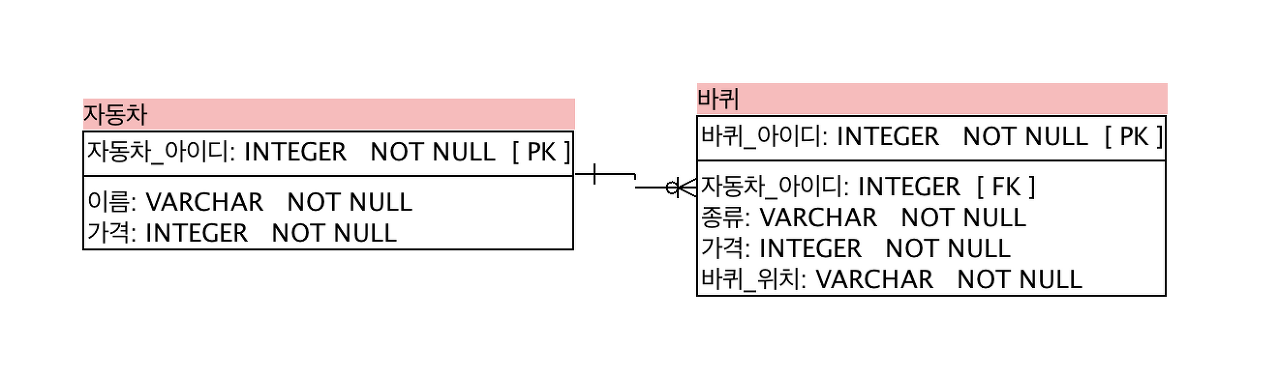 자동차
자동차_아이디: INTEGER NOT NULL [ PK ]
이름: VARCHAR NOT NULL
가격: INTEGER NOT NULL
바퀴
바퀴_아이디: INTEGER NOT NULL [ PK ]
자동차_아이디: INTEGER [ FK ]
종류: VARCHAR NOT NULL
가격: INTEGER NOT NULL
바퀴_위치: VARCHAR NOT NULL